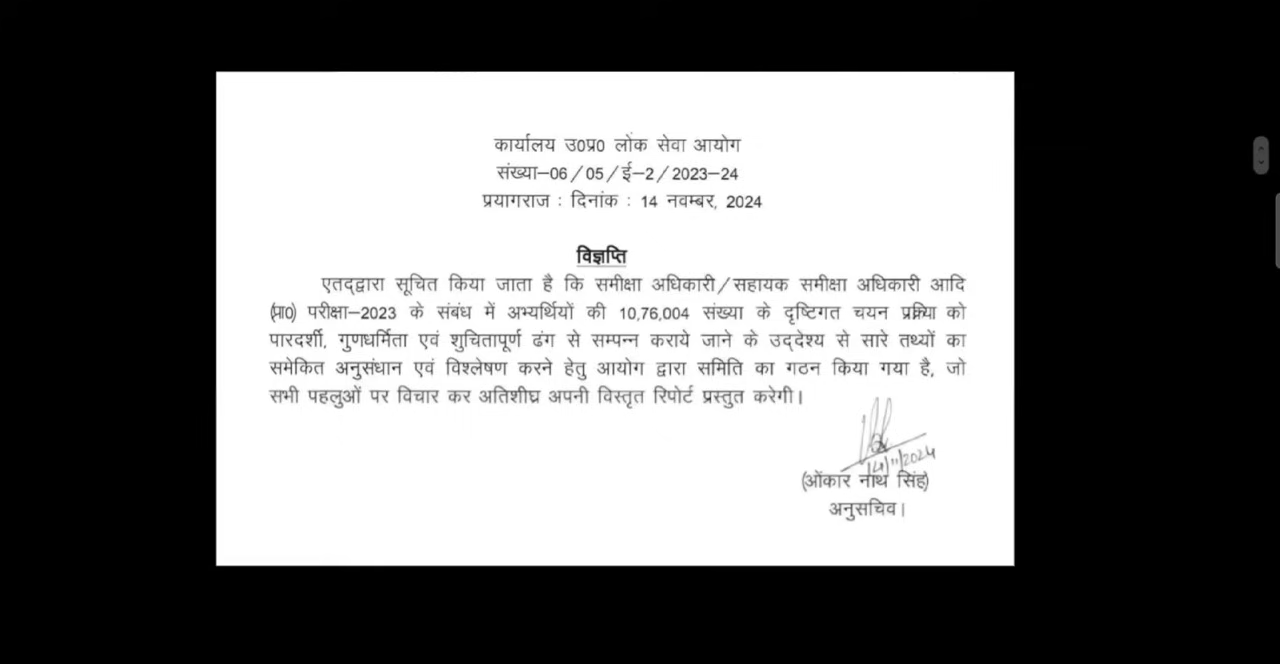 कार्यालय उ0प्र0 लोक सेवा आयोग
संख्या–06/05/ई–2/2023–24
प्रयागराज : दिनांक : 14 नवम्बर, 2024
विज्ञप्ति
एतद्द्वारा सूचित किया जाता है कि समीक्षा अधिकारी/सहायक समीक्षा अधिकारी आदि
(प्रा0) परीक्षा–2023 के संबंध में अभ्यर्थियों की 10,76,004 संख्या के दृष्टिगत चयन प्रक्रिया को
पारदर्शी, गुणधर्मिता एवं शुचितापूर्ण ढंग से सम्पन्न कराये जाने के उद्देश्य से सारे तथ्यों का
समेकित अनुसंधान एवं विश्लेषण करने हेतु आयोग द्वारा समिति का गठन किया गया है, जो
सभी पहलुओं पर विचार कर अतिशीघ्र अपनी विस्तृत रिपोर्ट प्रस्तुत करेगी।
14/11/2024
(ओंकार नाथ सिंह)
अनुसचिव।